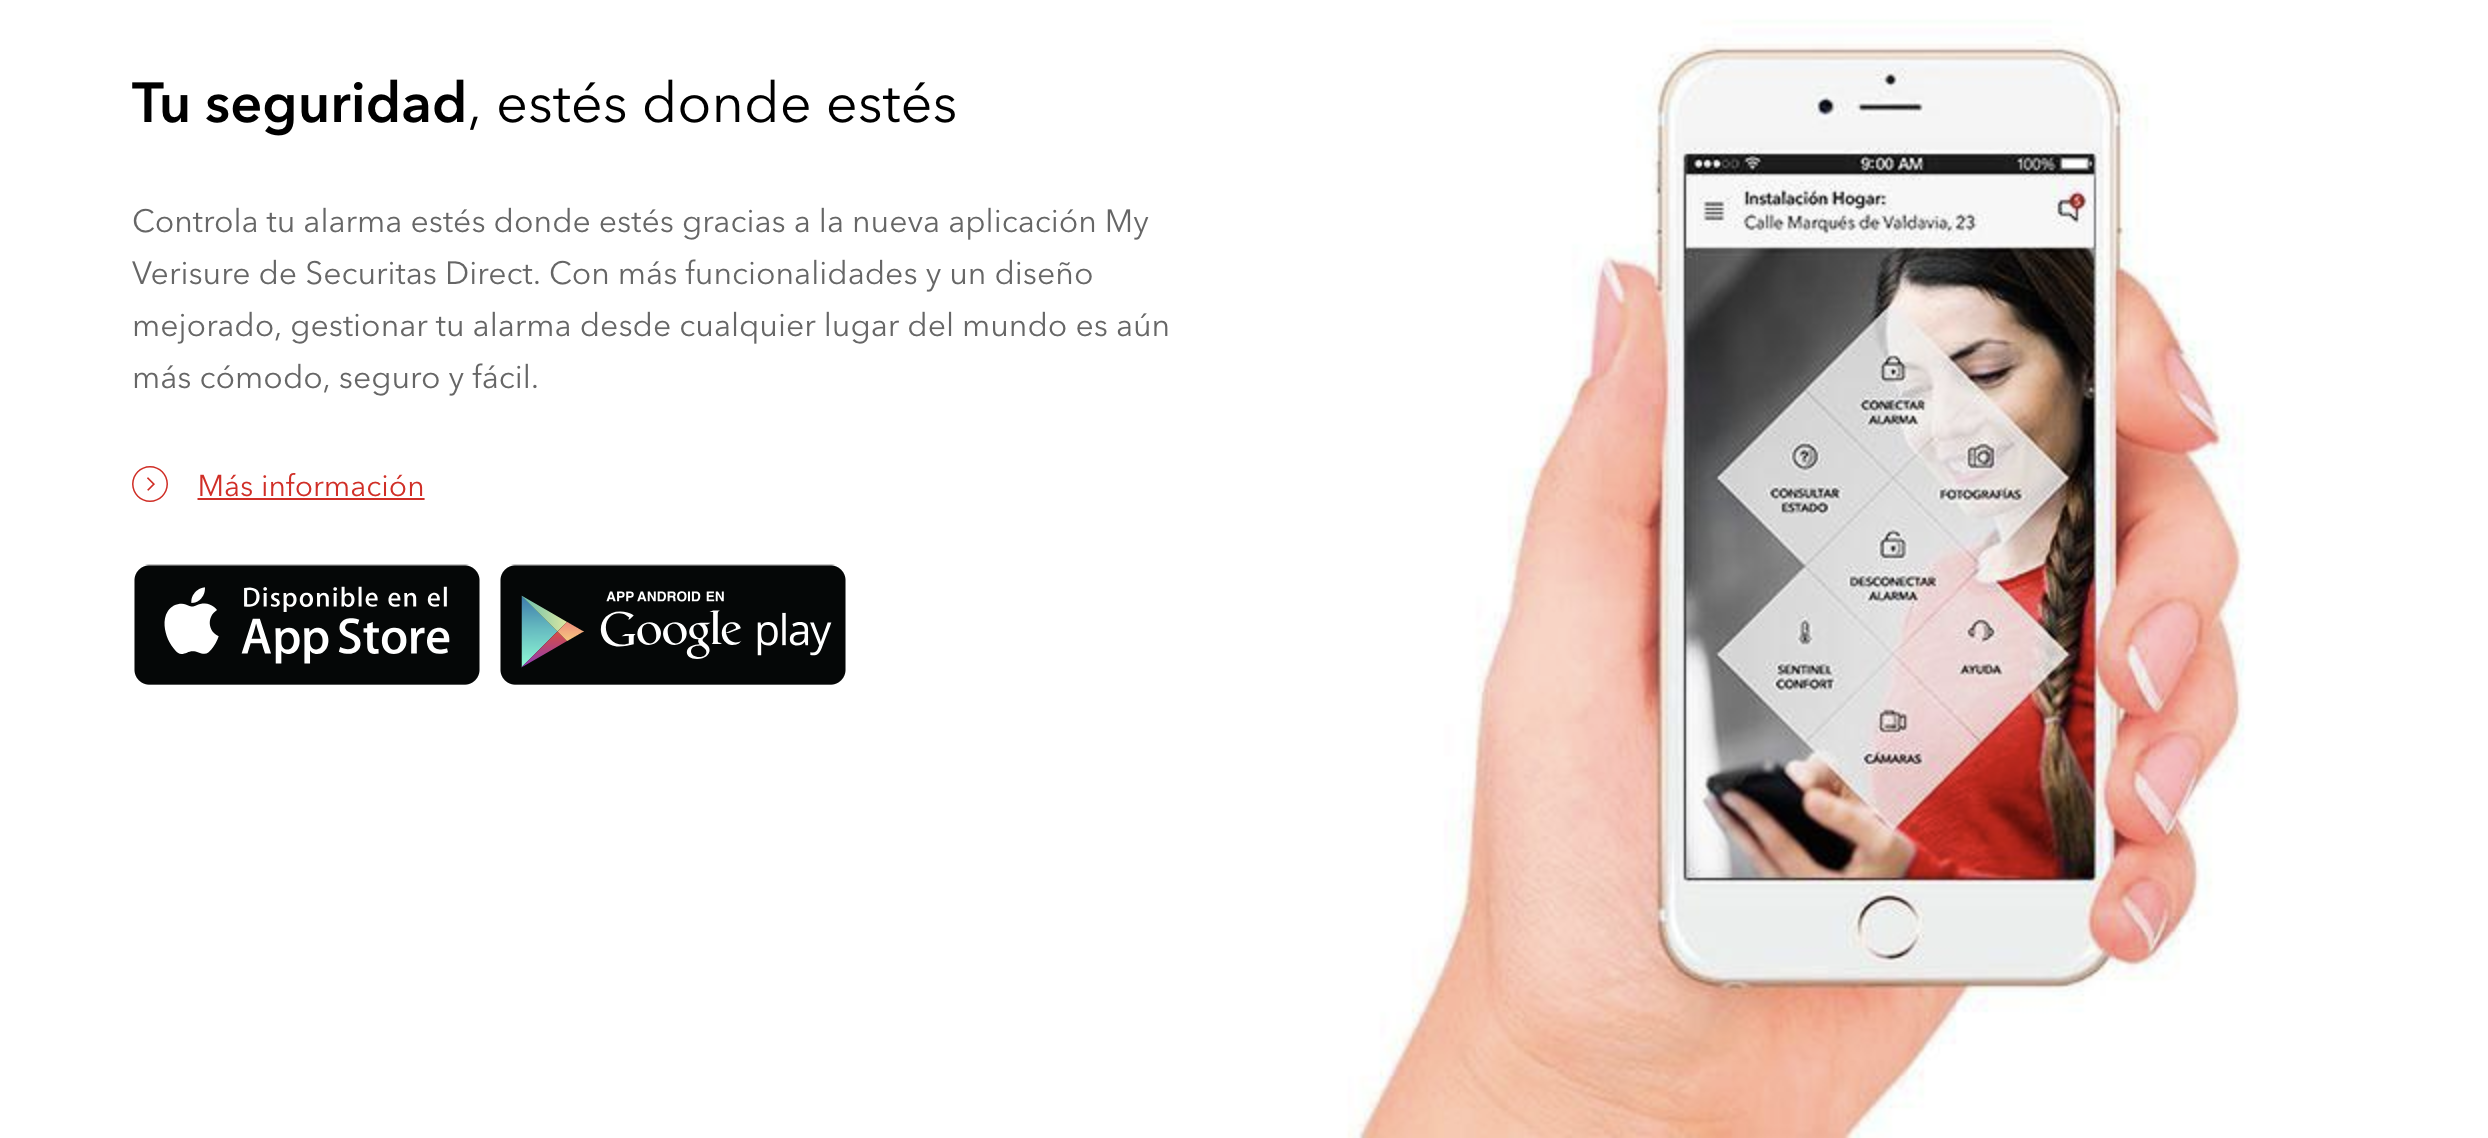 Tu seguridad, estés donde estés
Controla tu alarma estés donde estés gracias a la nueva aplicación My
Verisure de Securitas Direct. Con más funcionalidades y un diseño
mejorado, gestionar tu alarma desde cualquier lugar del mundo es aún
más cómodo, seguro y fácil.
Más información
Disponible en el
App Store
APP ANDROID EN
Google play
9:00 AM
100%
Instalación Hogar:
Calle Marqués de Valdavia, 23
CONECTAR
ALARMA
CONSULTAR
ESTADO
FOTOGRAFÍAS
DESCONECTAR
ALARMA
SENTINEL
CONFORT
AYUDA
CÁMARAS